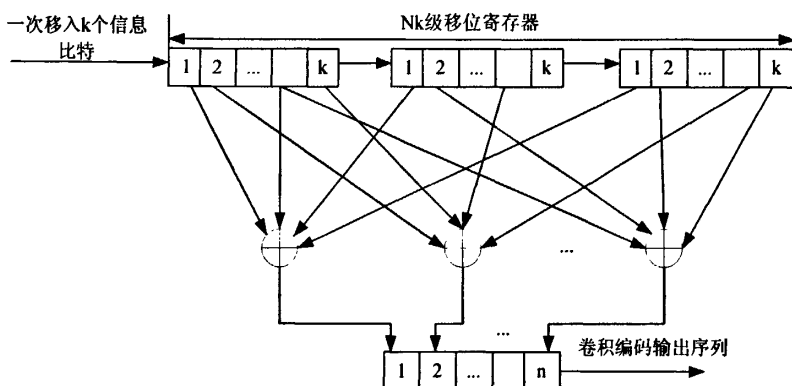 一次移入k个信息
比特
Nk级移位寄存器
1 2 ... k
1 2 ... k
1 2 ... k
...
...
1 2 ... n
卷积编码输出序列